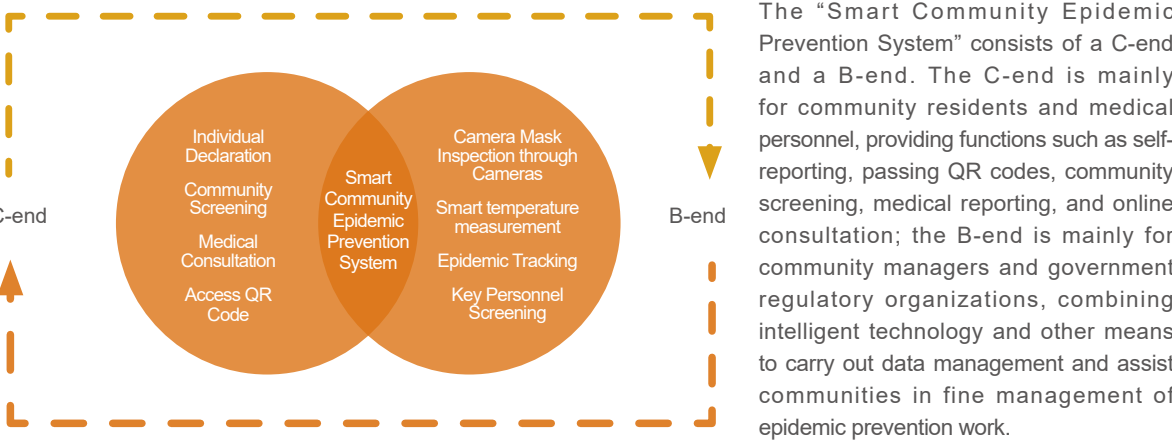 Individual
Declaration
Community
Screening
Medical
Consultation
Access QR
Code
Smart
Community
Epidemic
Prevention
System
Camera Mask
Inspection through
Cameras
Smart temperature
measurement
Epidemic Tracking
Key Personnel
Screening
C-end
B-end
The “Smart Community Epidemic
Prevention System” consists of a C-end
and a B-end. The C-end is mainly
for community residents and medical
personnel, providing functions such as self-
reporting, passing QR codes, community
screening, medical reporting, and online
consultation; the B-end is mainly for
community managers and government
regulatory organizations, combining
intelligent technology and other means
to carry out data management and assist
communities in fine management of
epidemic prevention work.